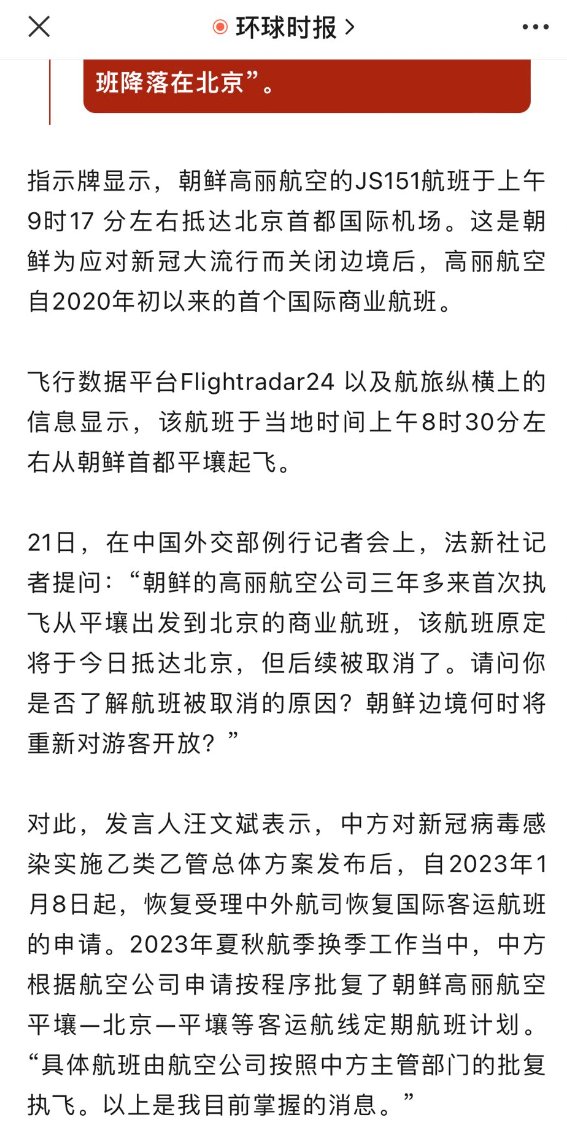 环球时报
班降落在北京”。
指示牌显示，朝鲜高丽航空的JS151航班于上午
9时17 分左右抵达北京首都国际机场。这是朝
鲜为应对新冠大流行而关闭边境后，高丽航空
自2020年初以来的首个国际商业航班。
飞行数据平台Flightradar24 以及航旅纵横上的
信息显示，该航班于当地时间上午8时30分左
右从朝鲜首都平壤起飞。
21日，在中国外交部例行记者会上，法新社记
者提问：“朝鲜的高丽航空公司三年多来首次执
飞从平壤出发到北京的商业航班，该航班原定
将于今日抵达北京，但后续被取消了。请问你
是否了解航班被取消的原因？朝鲜边境何时将
重新对游客开放？”
对此，发言人汪文斌表示，中方对新冠病毒感
染实施乙类乙管总体方案发布后，自2023年1
月8日起，恢复受理中外航司恢复国际客运航班
的申请。2023年夏秋航季换季工作当中，中方
根据航空公司申请按程序批复了朝鲜高丽航空
平壤—北京—平壤等客运航线定期航班计划。
“具体航班由航空公司按照中方主管部门的批复
执飞。以上是我目前掌握的消息。”